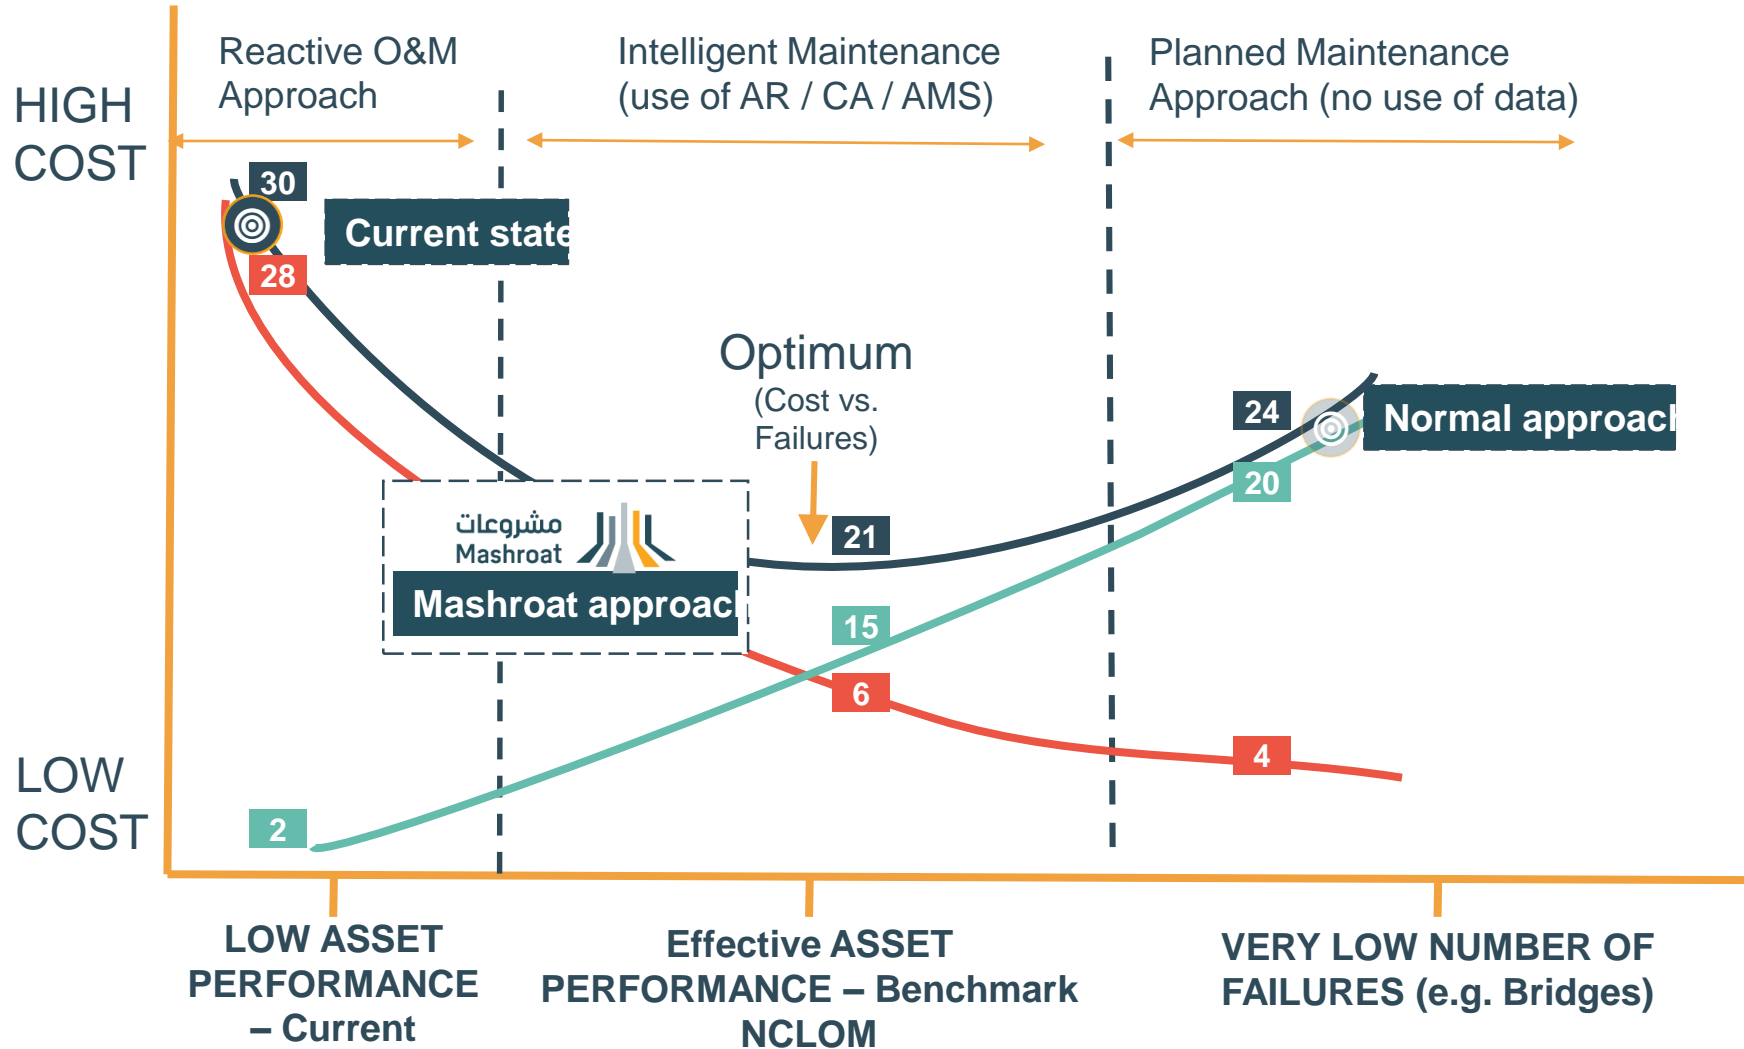 Reactive O&M
Approach
Intelligent Maintenance
(use of AR / CA / AMS)
Planned Maintenance
Approach (no use of data)
HIGH
COST
30
Current state
28
Optimum
(Cost vs.
Failures)
24
Normal approach
20
21
مشروعات
Mashroat
Mashroat approach
15
6
4
LOW
COST
2
LOW ASSET
PERFORMANCE
– Current
Effective ASSET
PERFORMANCE – Benchmark
NCLOM
VERY LOW NUMBER OF
FAILURES (e.g. Bridges)